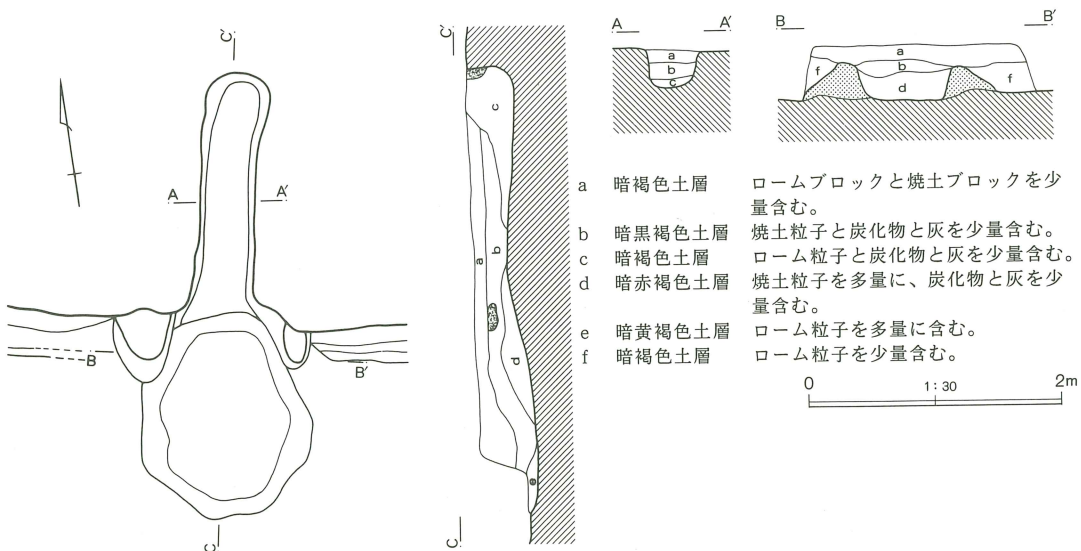 C'
A
A'
B
B'
C
C'
a
b
c
d
e
C
A
A'
a
b
c
B
B'
a
b
f
d
f
a 暗褐色土層 ロームブロックと焼土ブロックを少
量含む。
b 暗黒褐色土層 焼土粒子と炭化物と灰を少量含む。
c 暗褐色土層 ローム粒子と炭化物と灰を少量含む。
d 暗赤褐色土層 焼土粒子を多量に、炭化物と灰を少
量含む。
e 暗黄褐色土層 ローム粒子を多量に含む。
f 暗褐色土層 ローム粒子を少量含む。
0 1:30 2m